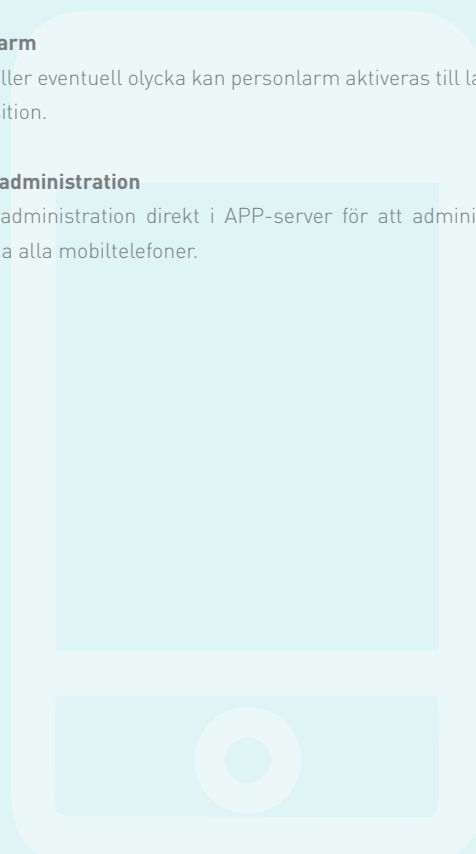 arm
ller eventuell olycka kan personlarm aktiveras till la
ition.
administration
administration direkt i APP-server för att admini
a alla mobiltelefoner.